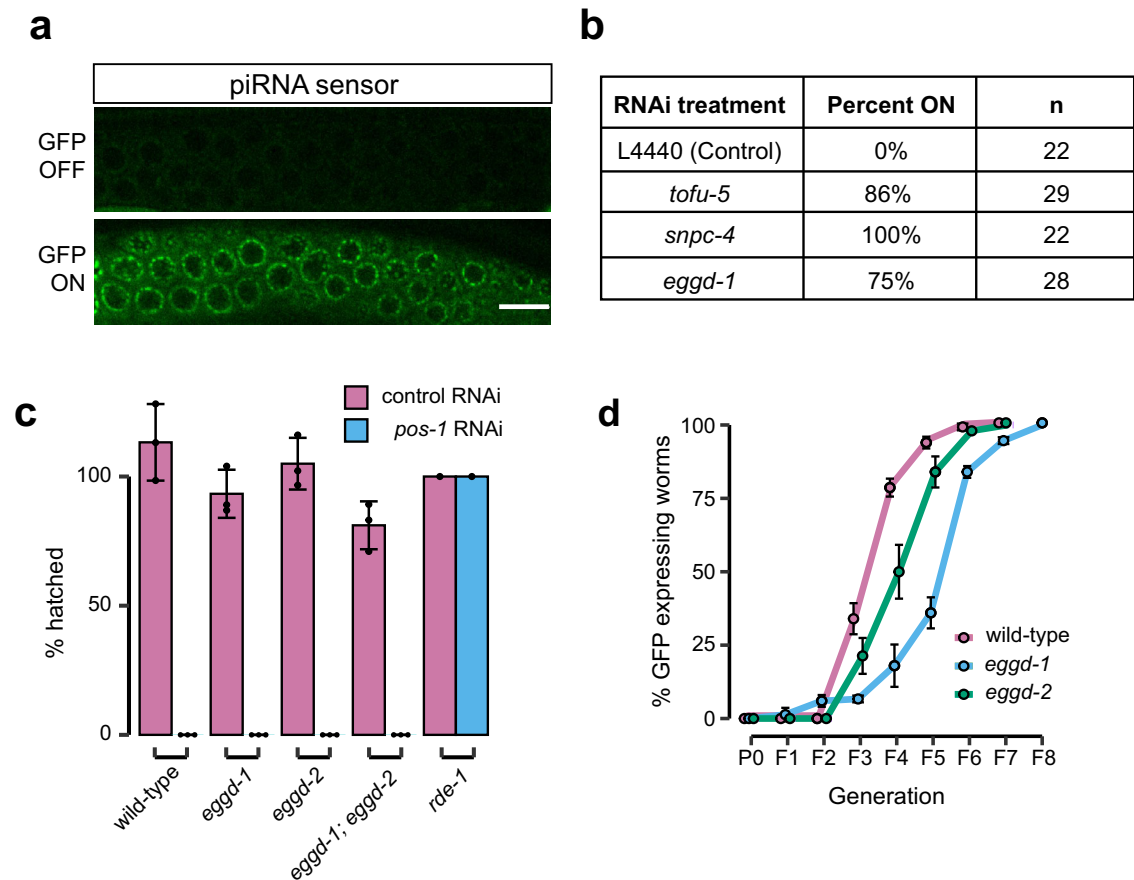 a
piRNA sensor
GFP
OFF
GFP
ON
b
RNAi treatment Percent ON n
L4440 (Control) 0% 22
tofu-5 86% 29
snpc-4 100% 22
eggd-1 75% 28
c
control RNAi
pos-1 RNAi
% hatched
100
50
0
wild-type
eggd-1
eggd-2
eggd-1; eggd-2
rde-1
d
% GFP expressing worms
100
75
50
25
0
wild-type
eggd-1
eggd-2
P0 F1 F2 F3 F4 F5 F6 F7 F8
Generation